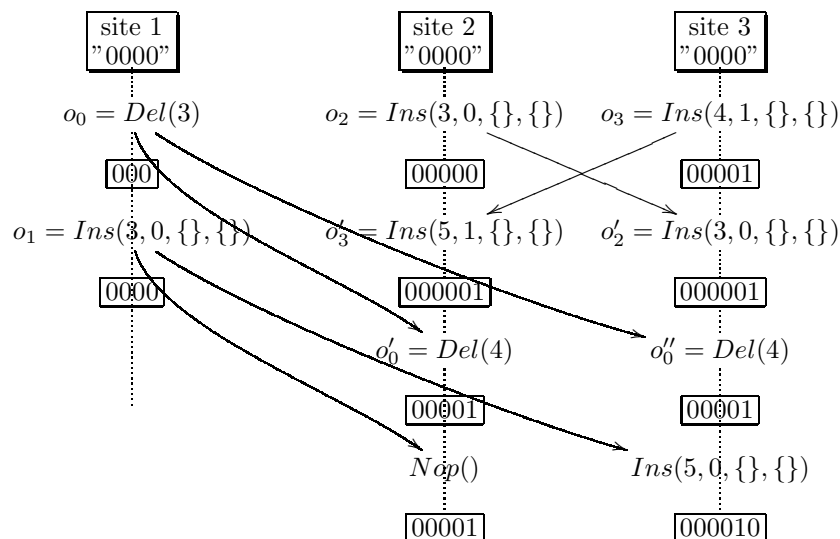 site 1 site 2 site 3
"0000" "0000" "0000"
o₀ = Del(3) o₂ = Ins(3, 0, {}, {}) o₃ = Ins(4, 1, {}, {})
000 00000 00001
o₁ = Ins(3, 0, {}, {}) o′₃ = Ins(5, 1, {}, {}) o′₂ = Ins(3, 0, {}, {})
0000 000001 000001
o′₀ = Del(4) o″₀ = Del(4)
00001 00001
Nop() Ins(5, 0, {}, {})
00001 000010